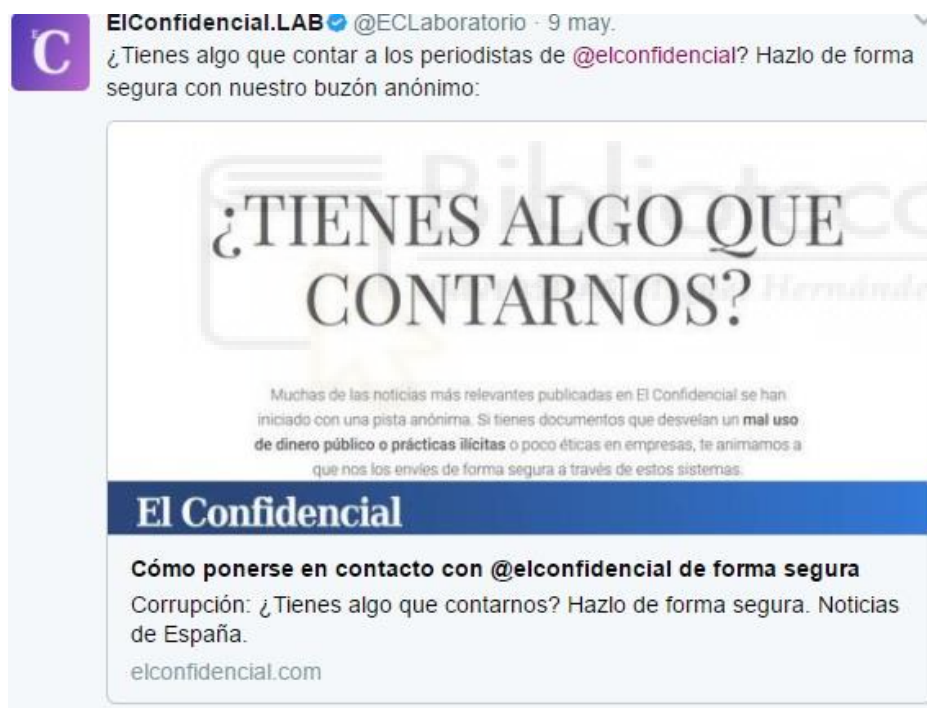 ElConfidencial.LAB @ECLaboratorio · 9 may.
¿Tienes algo que contar a los periodistas de @elconfidencial? Hazlo de forma
segura con nuestro buzón anónimo:
¿TIENES ALGO QUE
CONTARNOS?
Muchas de las noticias más relevantes publicadas en El Confidencial se han
iniciado con una pista anónima. Si tienes documentos que desvelan un mal uso
de dinero público o prácticas ilícitas o poco éticas en empresas, te animamos a
que nos los envíes de forma segura a través de estos sistemas.
El Confidencial
Cómo ponerse en contacto con @elconfidencial de forma segura
Corrupción: ¿Tienes algo que contarnos? Hazlo de forma segura. Noticias
de España.
elconfidencial.com